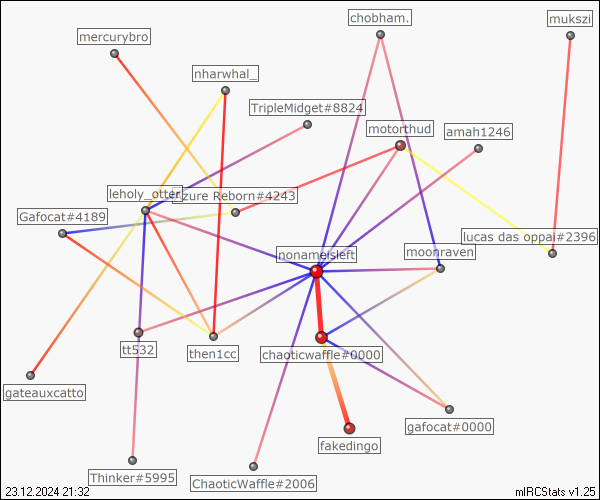 chobham.
mukszi
mercurybro
nharwhal_
TripleMidget#8824
motorthud
amah1246
leholy_otter
Azure Reborn#4243
Gafocat#4189
lucas das oppai#2396
nonameisleft
moonraven
tt532
then1cc
chaoticwaffle#0000
gateauxcatto
gafocat#0000
fakedingo
Thinker#5995
ChaoticWaffle#2006
23.12.2024 21:32
mIRCStats v1.25